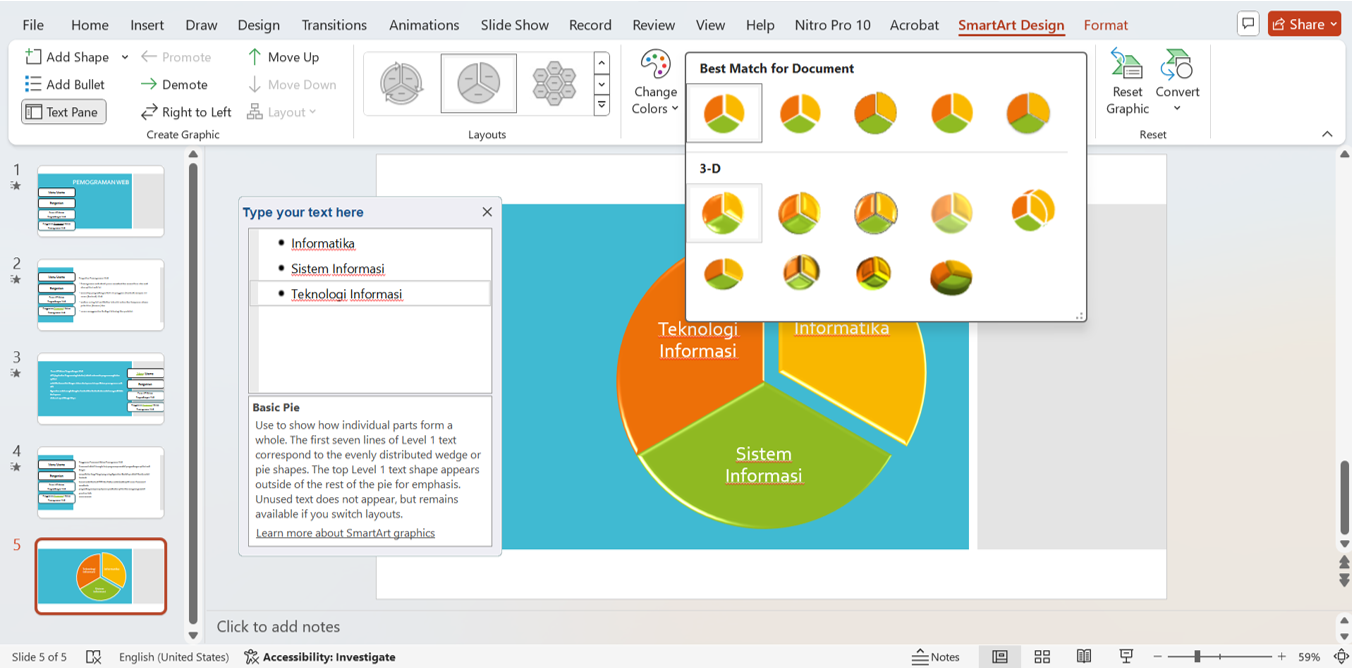 File Home Insert Draw Design Transitions Animations Slide Show Record Review View Help Nitro Pro 10 Acrobat SmartArt Design Format Share
Add Shape Promote Move Up
Add Bullet Demote Move Down
Text Pane Right to Left Layout
Create Graphic
Layouts
Change
Colors
Best Match for Document
3-D
Reset
Graphic
Convert
Reset
1
PEMOGRAMAN WEB
2
3
4
5
Type your text here
Informatika
Sistem Informasi
Teknologi Informasi
Basic Pie
Use to show how individual parts form a
whole. The first seven lines of Level 1 text
correspond to the evenly distributed wedge or
pie shapes. The top Level 1 text shape appears
outside of the rest of the pie for emphasis.
Unused text does not appear, but remains
available if you switch layouts.
Learn more about SmartArt graphics
Teknologi
Informasi
Informatika
Sistem
Informasi
Click to add notes
Slide 5 of 5 English (United States) Accessibility: Investigate Notes 59%